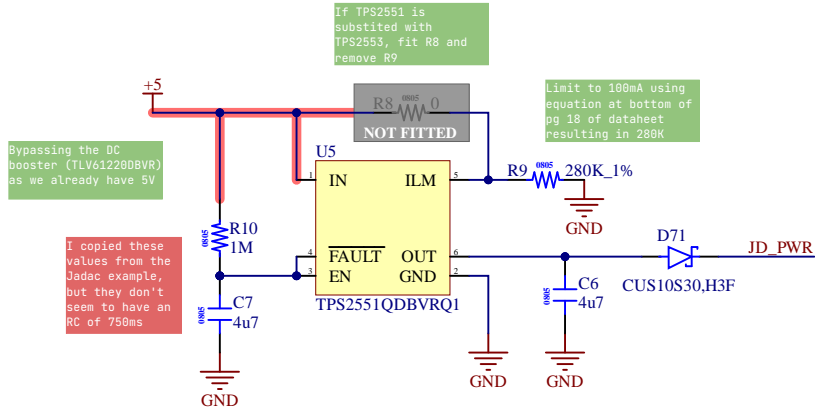 If TPS2551 is
substited with
TPS2553, fit R8 and
remove R9
+5
R8 0805 0
NOT FITTED
Limit to 100mA using
equation at bottom of
pg 18 of dataheet
resulting in 280K
Bypassing the DC
booster (TLV61220DBVR)
as we already have 5V
U5
1 IN ILM 5
R9 0805 280K_1%
GND
I copied these
values from the
Jadac example,
but they don't
seem to have an
RC of 750ms
0805 R10
1M
4 FAULT OUT 6
3 EN GND 2
TPS2551QDBVRQ1
D71
JD_PWR
CUS10S30,H3F
0805 C7
4u7
0805 C6
4u7
GND
GND
GND